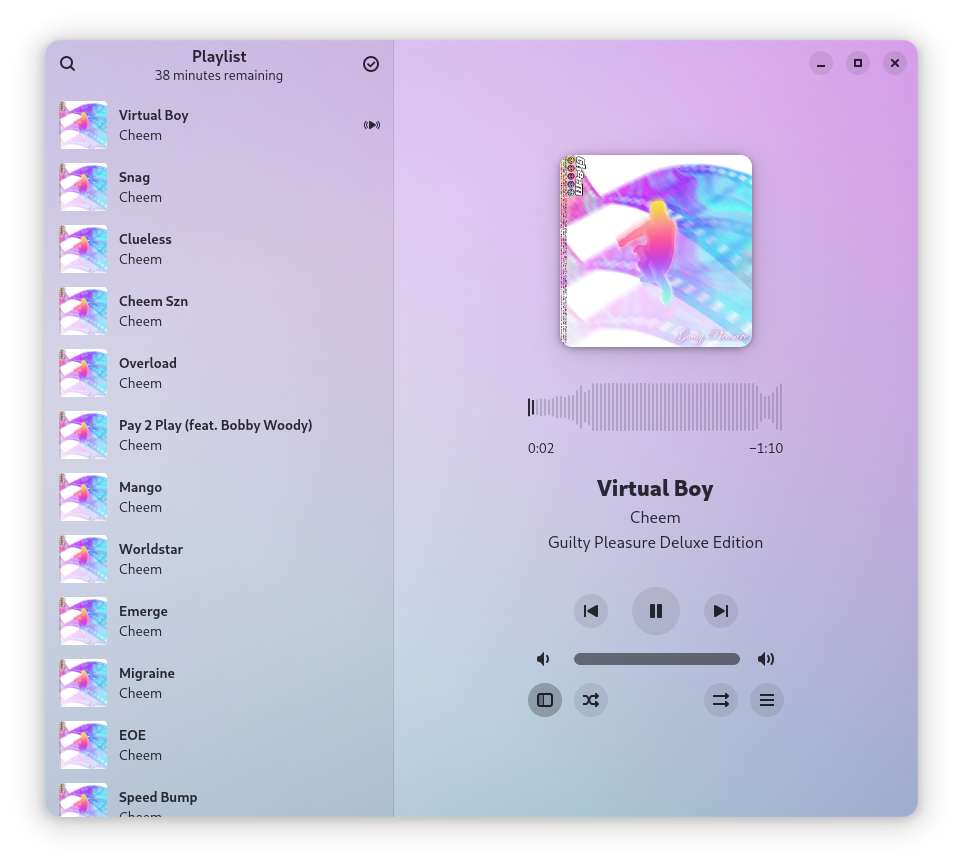 Playlist
38 minutes remaining
Virtual Boy
Cheem
Snag
Cheem
Clueless
Cheem
Cheem Szn
Cheem
Overload
Cheem
Pay 2 Play (feat. Bobby Woody)
Cheem
Mango
Cheem
Worldstar
Cheem
Emerge
Cheem
Migraine
Cheem
EOE
Cheem
Speed Bump
Cheem
Cheem
Guilty Pleasure
0:02
−1:10
Virtual Boy
Cheem
Guilty Pleasure Deluxe Edition